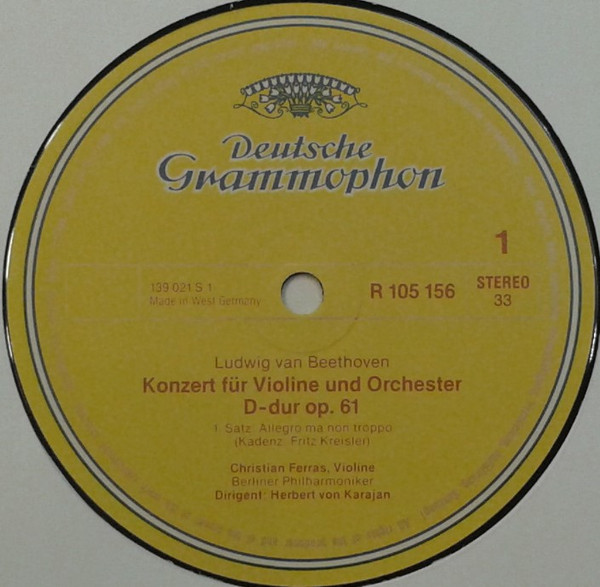 Deutsche
Grammophon
1
139 021 S 1
Made in West Germany
R 105 156
STEREO
33
Ludwig van Beethoven
Konzert für Violine und Orchester
D-dur op. 61
1. Satz: Allegro ma non troppo
(Kadenz: Fritz Kreisler)
Christian Ferras, Violine
Berliner Philharmoniker
Dirigent: Herbert von Karajan